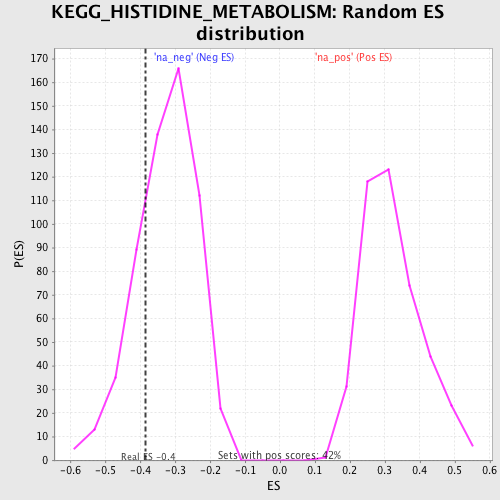 KEGG_HISTIDINE_METABOLISM: Random ES
distribution
'na_neg' (Neg ES)
'na_pos' (Pos ES)
170
160
150
140
130
120
110
100
90
80
70
60
50
40
30
20
10
0
P(ES)
Real ES -0.4
Sets with pos scores: 42%
-0.6 -0.5 -0.4 -0.3 -0.2 -0.1 0.0 0.1 0.2 0.3 0.4 0.5 0.6
ES